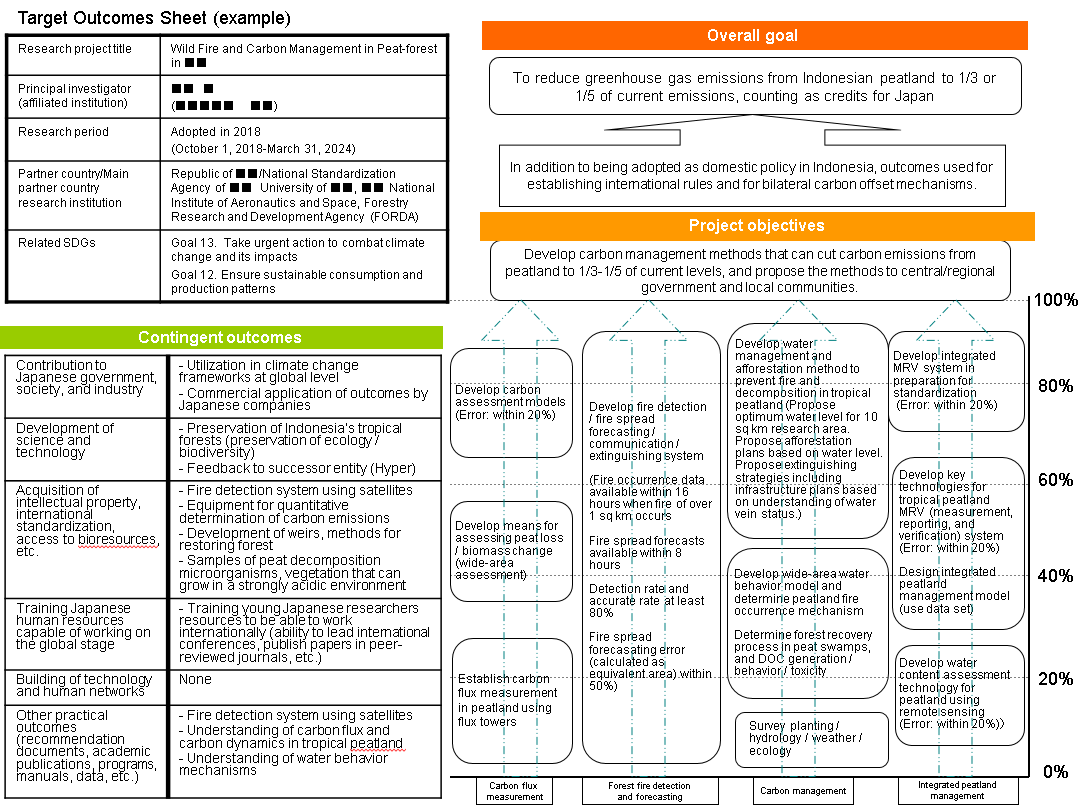 Target Outcomes Sheet (example)
Research project title
Wild Fire and Carbon Management in Peat-forest
in ■■
Principal investigator
(affiliated institution)
■■ ■
(■■■■■ ■■)
Research period
Adopted in 2018
(October 1, 2018-March 31, 2024)
Partner country/Main
partner country
research institution
Republic of ■■/National Standardization
Agency of ■■ University of ■■, ■■ National
Institute of Aeronautics and Space, Forestry
Research and Development Agency (FORDA)
Related SDGs
Goal 13. Take urgent action to combat climate
change and its impacts
Goal 12. Ensure sustainable consumption and
production patterns
Contingent outcomes
Contribution to
Japanese government,
society, and industry
- Utilization in climate change
frameworks at global level
- Commercial application of outcomes by
Japanese companies
Development of
science and
technology
- Preservation of Indonesia's tropical
forests (preservation of ecology /
biodiversity)
- Feedback to successor entity (Hyper)
Acquisition of
intellectual property,
international
standardization,
access to bioresources,
etc.
- Fire detection system using satellites
- Equipment for quantitative
determination of carbon emissions
- Development of weirs, methods for
restoring forest
- Samples of peat decomposition
microorganisms, vegetation that can
grow in a strongly acidic environment
Training Japanese
human resources
capable of working on
the global stage
- Training young Japanese researchers
resources to be able to work
internationally (ability to lead international
conferences, publish papers in peer-
reviewed journals, etc.)
Building of technology
and human networks
None
Other practical
outcomes
(recommendation
documents, academic
publications, programs,
manuals, data, etc.)
- Fire detection system using satellites
- Understanding of carbon flux and
carbon dynamics in tropical peatland
- Understanding of water behavior
mechanisms
Overall goal
To reduce greenhouse gas emissions from Indonesian peatland to 1/3 or
1/5 of current emissions, counting as credits for Japan
In addition to being adopted as domestic policy in Indonesia, outcomes used for
establishing international rules and for bilateral carbon offset mechanisms.
Project objectives
Develop carbon management methods that can cut carbon emissions from
peatland to 1/3-1/5 of current levels, and propose the methods to central/regional
government and local communities.
Develop carbon
assessment models
(Error: within 20%)
Develop means for
assessing peat loss
/ biomass change
(wide-area
assessment)
Establish carbon
flux measurement
in peatland using
flux towers
Carbon flux
measurement
Develop fire detection
/ fire spread
forecasting /
communication /
extinguishing system
(Fire occurrence data
available within 16
hours when fire of over
1 sq km occurs
Fire spread forecasts
available within 8
hours
Detection rate and
accurate rate at least
80%
Fire spread
forecasating error
(calculated as
equivalent area) within
50%)
Forest fire detection
and forecasting
Develop water
management and
afforestation method to
prevent fire and
decomposition in tropical
peatland (Propose
optimum water level for 10
sq km research area.
Propose afforestation
plans based on water level.
Propose extinguishing
strategies including
infrastructure plans based
on understanding of water
vein status.)
Develop wide-area water
behavior model and
determine peatland fire
occurrence mechanism
Determine forest recovery
process in peat swamps,
and DOC generation /
behavior / toxicity
Survey planting /
hydrology / weather /
ecology
Carbon management
Develop integrated
MRV system in
preparation for
standardization
(Error: within 20%)
Develop key
technologies for
tropical peatland
MRV (measurement,
reporting, and
verification) system
(Error: within 20%)
Design integrated
peatland
management model
(use data set)
Develop water
content assessment
technology for
peatland using
remote sensing
(Error: within 20%))
Integrated peatland
management
100%
80%
60%
40%
20%
0%